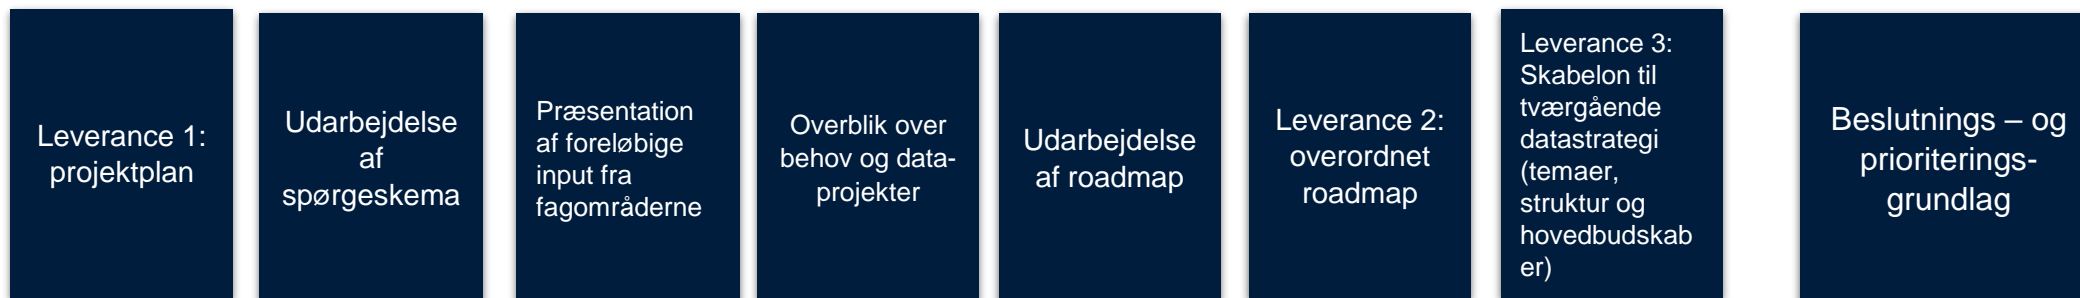 Leverance 1:
projektplan
Udarbejdelse
af
spørgeskema
Præsentation
af foreløbige
input fra
fagområderne
Overblik over
behov og data-
projekter
Udarbejdelse
af roadmap
Leverance 2:
overordnet
roadmap
Leverance 3:
Skabelon til
tværgående
datastrategi
(temaer,
struktur og
hovedbudskab
er)
Beslutnings – og
prioriterings-
grundlag